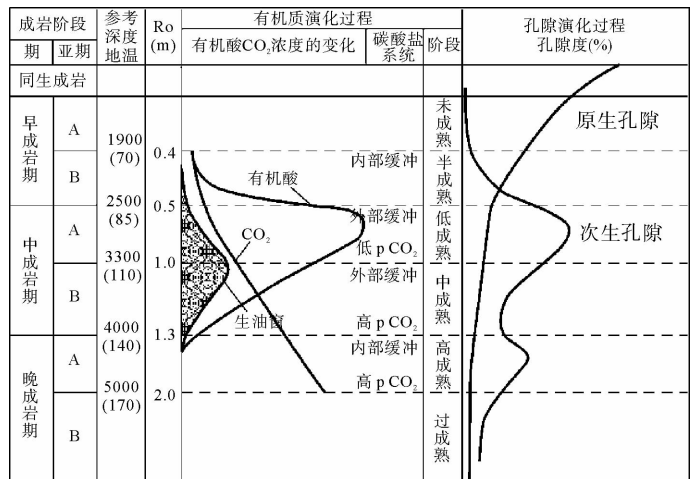 成岩阶段
期
亚期
参考
深度
地温
Ro
(m)
有机质演化过程
有机酸CO₂浓度的变化
碳酸盐
系统
阶段
孔隙演化过程
孔隙度(%)
同生成岩
早成岩期
A
B
中成岩期
A
B
晚成岩期
A
B
1900
(70)
2500
(85)
3300
(110)
4000
(140)
5000
(170)
0.4
0.5
1.0
1.3
2.0
有机酸
CO₂
生油窗
内部缓冲
外部缓冲
低 p CO₂
外部缓冲
高 p CO₂
内部缓冲
高 p CO₂
未成熟
半成熟
低成熟
中成熟
高成熟
过成熟
原生孔隙
次生孔隙